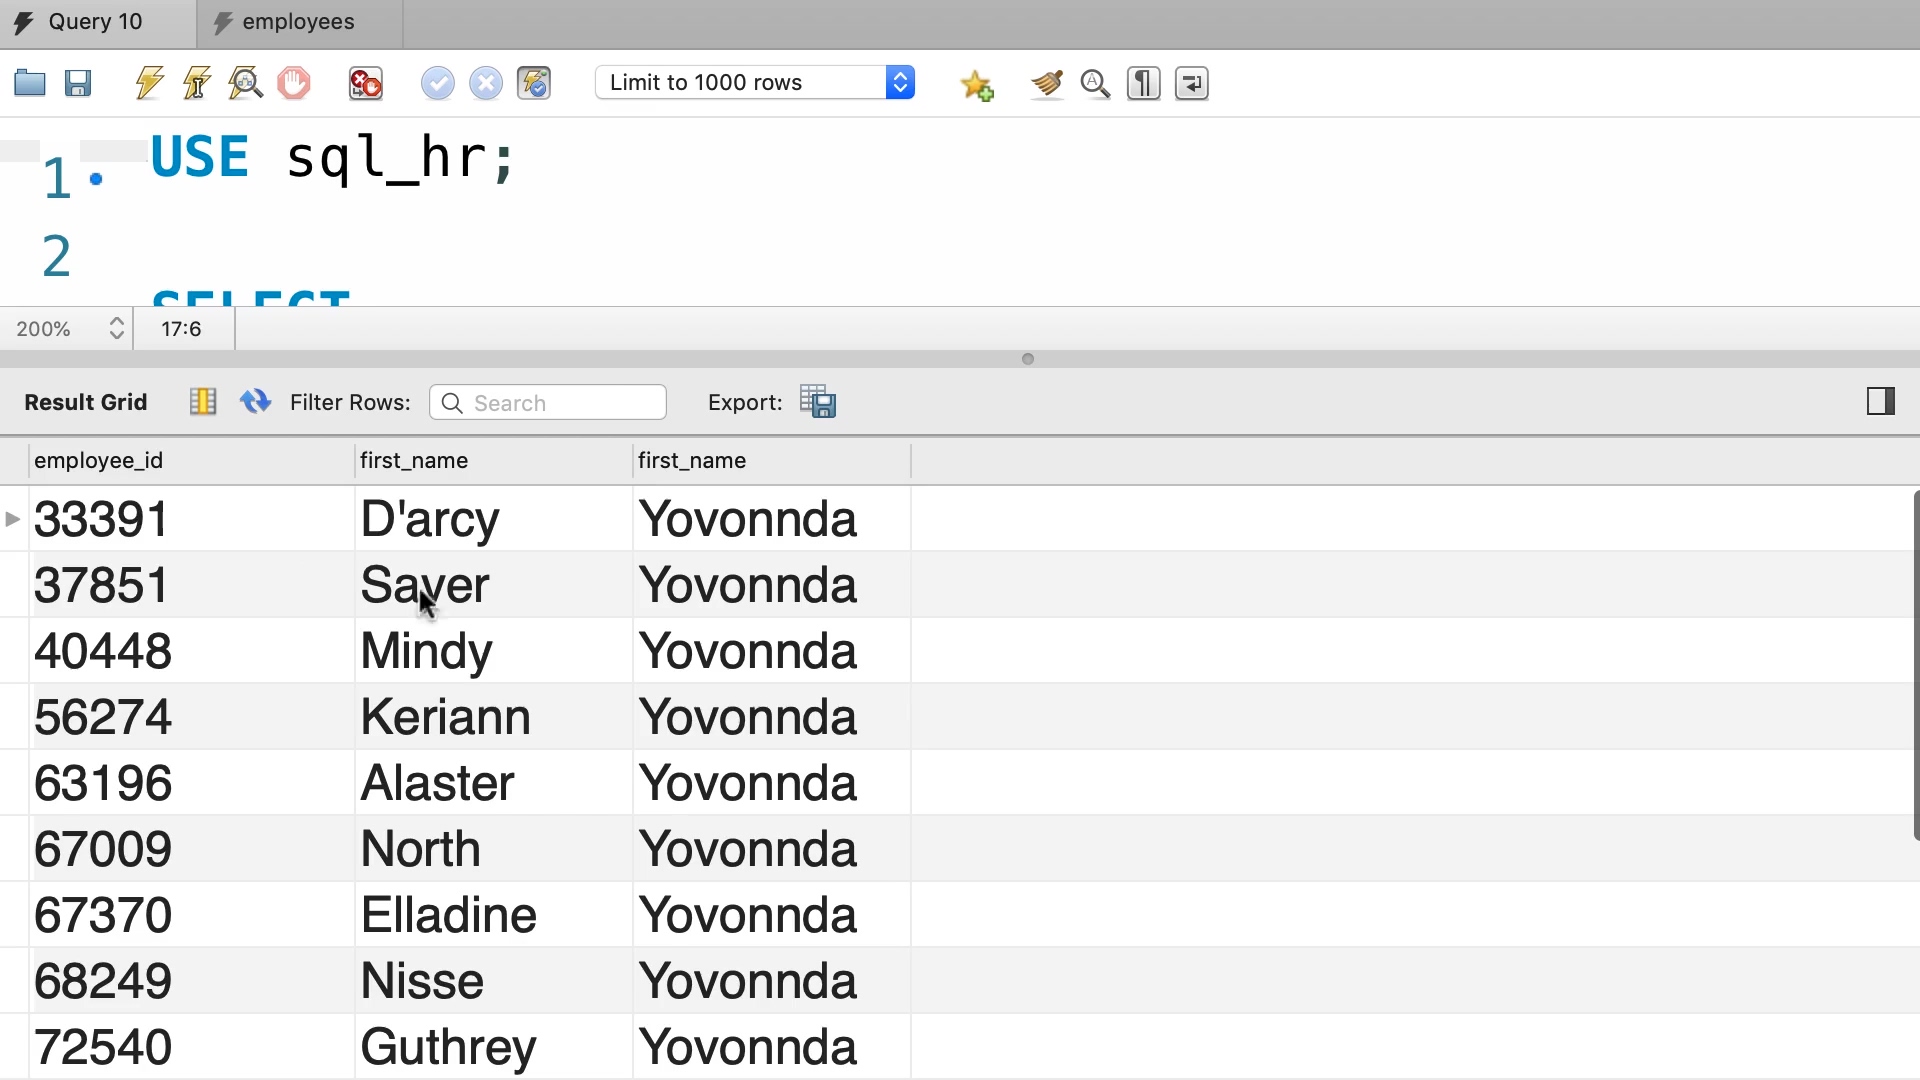 Query 10 employees
Limit to 1000 rows
1 USE sql_hr;
2
SELECT
200% 17:6
Result Grid Filter Rows: Search Export:
employee_id first_name first_name
33391 D'arcy Yovonnda
37851 Sayer Yovonnda
40448 Mindy Yovonnda
56274 Keriann Yovonnda
63196 Alaster Yovonnda
67009 North Yovonnda
67370 Elladine Yovonnda
68249 Nisse Yovonnda
72540 Guthrey Yovonnda